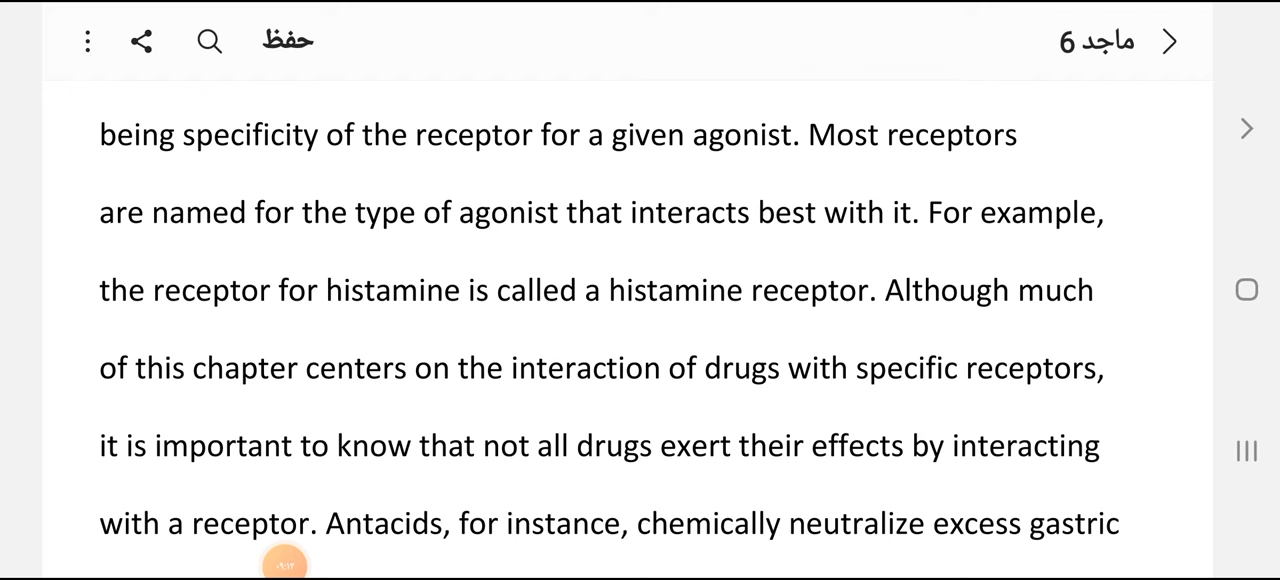 حفظ
ماجد 6
being specificity of the receptor for a given agonist. Most receptors
are named for the type of agonist that interacts best with it. For example,
the receptor for histamine is called a histamine receptor. Although much
of this chapter centers on the interaction of drugs with specific receptors,
it is important to know that not all drugs exert their effects by interacting
with a receptor. Antacids, for instance, chemically neutralize excess gastric
٠٩:١٢